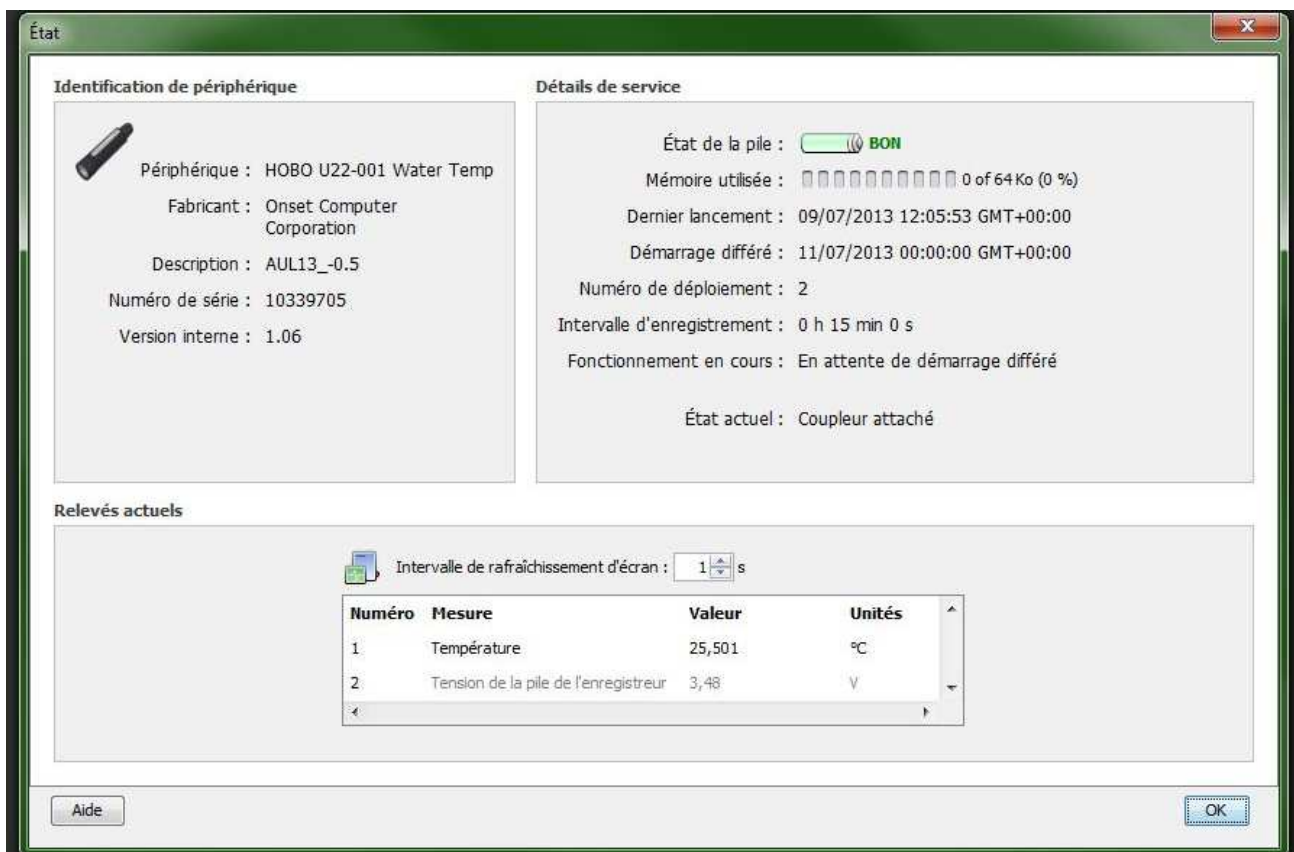 État
Identification de périphérique
Périphérique : HOBO U22-001 Water Temp
Fabricant : Onset Computer
Corporation
Description : AUL13_-0.5
Numéro de série : 10339705
Version interne : 1.06
Détails de service
État de la pile : BON
Mémoire utilisée : 0 of 64 Ko (0 %)
Dernier lancement : 09/07/2013 12:05:53 GMT+00:00
Démarrage différé : 11/07/2013 00:00:00 GMT+00:00
Numéro de déploiement : 2
Intervalle d'enregistrement : 0 h 15 min 0 s
Fonctionnement en cours : En attente de démarrage différé
État actuel : Coupleur attaché
Relevés actuels
Intervalle de rafraîchissement d'écran : 1 s
Numéro Mesure Valeur Unités
1 Température 25,501 °C
2 Tension de la pile de l'enregistreur 3,48 V
Aide OK